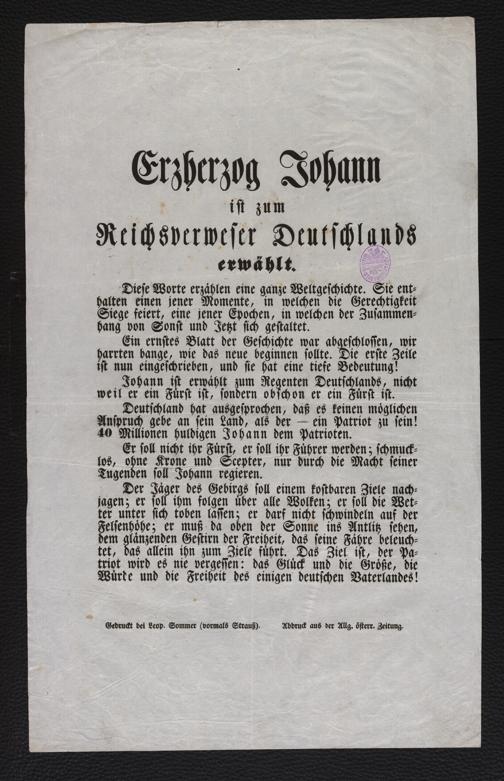 Erzherzog Johann
ist zum
Reichsverweser Deutschlands
erwählt.
Diese Worte erzählen eine ganze Weltgeschichte. Sie ent-
halten einen jener Momente, in welchen die Gerechtigkeit
Siege feiert, eine jener Epochen, in welchen der Zusammen-
hang von Sonst und Jetzt sich gestaltet.
Ein ernstes Blatt der Geschichte war abgeschlossen, wir
harrten bange, wie das neue beginnen sollte. Die erste Zeile
ist nun eingeschrieben, und sie hat eine tiefe Bedeutung!
Johann ist erwählt zum Regenten Deutschlands, nicht
weil er ein Fürst ist, sondern obschon er ein Fürst ist.
Deutschland hat ausgesprochen, daß es keinen möglichen
Anspruch gebe an sein Land, als der — ein Patriot zu sein!
40 Millionen huldigen Johann dem Patrioten.
Er soll nicht ihr Fürst, er soll ihr Führer werden; schmuck-
los, ohne Krone und Scepter, nur durch die Macht seiner
Tugenden soll Johann regieren.
Der Jäger des Gebirgs soll einem kostbaren Ziele nach-
jagen; er soll ihm folgen über alle Wolken; er soll die Wet-
ter unter sich toben lassen; er darf nicht schwindeln auf der
Felsenhöhe; er muß da oben der Sonne ins Antlitz sehen,
dem glänzenden Gestirn der Freiheit, das seine Fährte beleuch-
tet, das allein ihn zum Ziele führt. Das Ziel ist, der Pa-
triot wird es nie vergessen: das Glück und die Größe, die
Würde und die Freiheit des einigen deutschen Vaterlandes!
Gedruckt bei Leop. Sommer (vormals Strauß). Abdruck aus der Allg. österr. Zeitung.